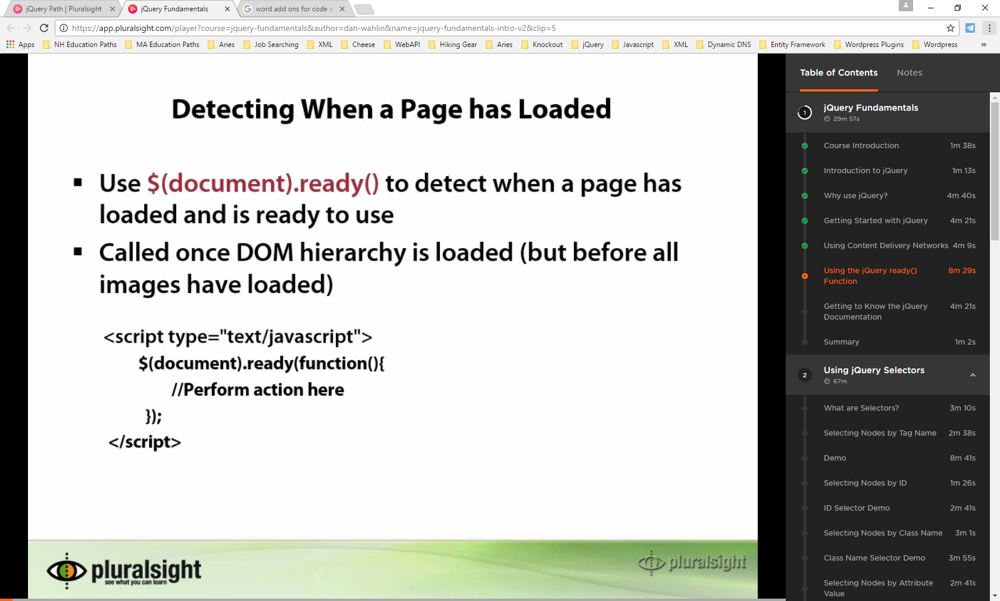 jQuery Path | Pluralsight
jQuery Fundamentals
word add ons for code s
https://app.pluralsight.com/player?course=jquery-fundamentals&author=dan-wahlin&name=jquery-fundamentals-intro-v2&clip=5
Apps NH Education Paths MA Education Paths Aries Job Searching XML Cheese WebAPI Hiking Gear Aries Knockout jQuery Javascript XML Dynamic DNS Entity Framework Wordpress Plugins Wordpress »
Detecting When a Page has Loaded
▪ Use $(document).ready() to detect when a page has
loaded and is ready to use
▪ Called once DOM hierarchy is loaded (but before all
images have loaded)
<script type="text/javascript">
$(document).ready(function(){
//Perform action here
});
</script>
pluralsight
see what you can learn
pluralsight
Table of Contents Notes
1 jQuery Fundamentals
29m 57s
Course Introduction 1m 38s
Introduction to jQuery 1m 13s
Why use jQuery? 4m 40s
Getting Started with jQuery 4m 21s
Using Content Delivery Networks 4m 9s
Using the jQuery ready() 8m 29s
Function
Getting to Know the jQuery 4m 21s
Documentation
Summary 1m 2s
2 Using jQuery Selectors
67m
What are Selectors? 3m 10s
Selecting Nodes by Tag Name 2m 38s
Demo 8m 41s
Selecting Nodes by ID 1m 26s
ID Selector Demo 2m 41s
Selecting Nodes by Class Name 3m 1s
Class Name Selector Demo 3m 55s
Selecting Nodes by Attribute 2m 41s
Value